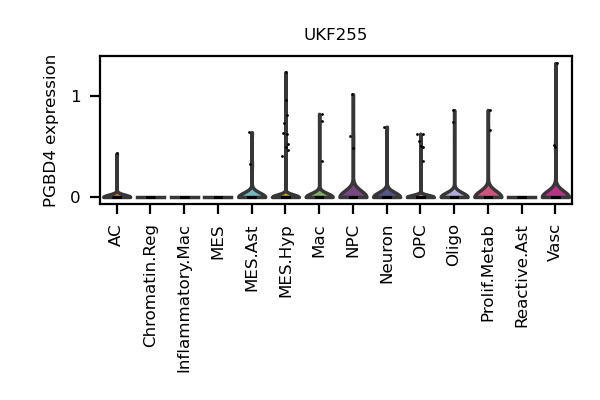 UKF255
PGBD4 expression
1
0
AC
Chromatin.Reg
Inflammatory.Mac
MES
MES.Ast
MES.Hyp
Mac
NPC
Neuron
OPC
Oligo
Prolif.Metab
Reactive.Ast
Vasc